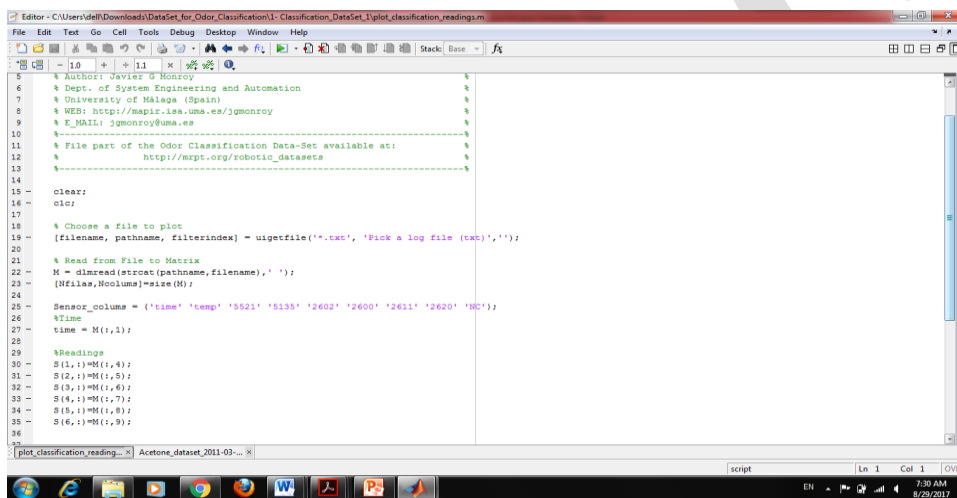 Editor - C:\Users\dell\Downloads\DataSet_for_Odor_Classification\1- Classification_DataSet_1\plot_classification_readings.m
File Edit Text Go Cell Tools Debug Desktop Window Help
Stack: Base fx
- 1.0 + ÷ 1.1 ×
5 % Author: Javier G Monroy %
6 % Dept. of System Engineering and Automation %
7 % University of Málaga (Spain) %
8 % WEB: http://mapir.isa.uma.es/jgmonroy %
9 % E_MAIL: jgmonroy@uma.es %
10 %-------------------------------------------------------------------%
11 % File part of the Odor Classification Data-Set available at: %
12 % http://mrpt.org/robotic_datasets %
13 %-------------------------------------------------------------------%
14
15 - clear;
16 - clc;
17
18 % Choose a file to plot
19 - [filename, pathname, filterindex] = uigetfile('*.txt', 'Pick a log file (txt)','');
20
21 % Read from File to Matrix
22 - M = dlmread(strcat(pathname,filename),' ');
23 - [Nfilas,Ncolums]=size(M);
24
25 - Sensor_colums = {'time' 'temp' '5521' '5135' '2602' '2600' '2611' '2620' 'NC'};
26 %Time
27 - time = M(:,1);
28
29 %Readings
30 - S(1,:)=M(:,4);
31 - S(2,:)=M(:,5);
32 - S(3,:)=M(:,6);
33 - S(4,:)=M(:,7);
34 - S(5,:)=M(:,8);
35 - S(6,:)=M(:,9);
36
37
plot_classification_reading... × Acetone_dataset_2011-03-... ×
script Ln 1 Col 1 OV
EN 7:30 AM
8/29/2017